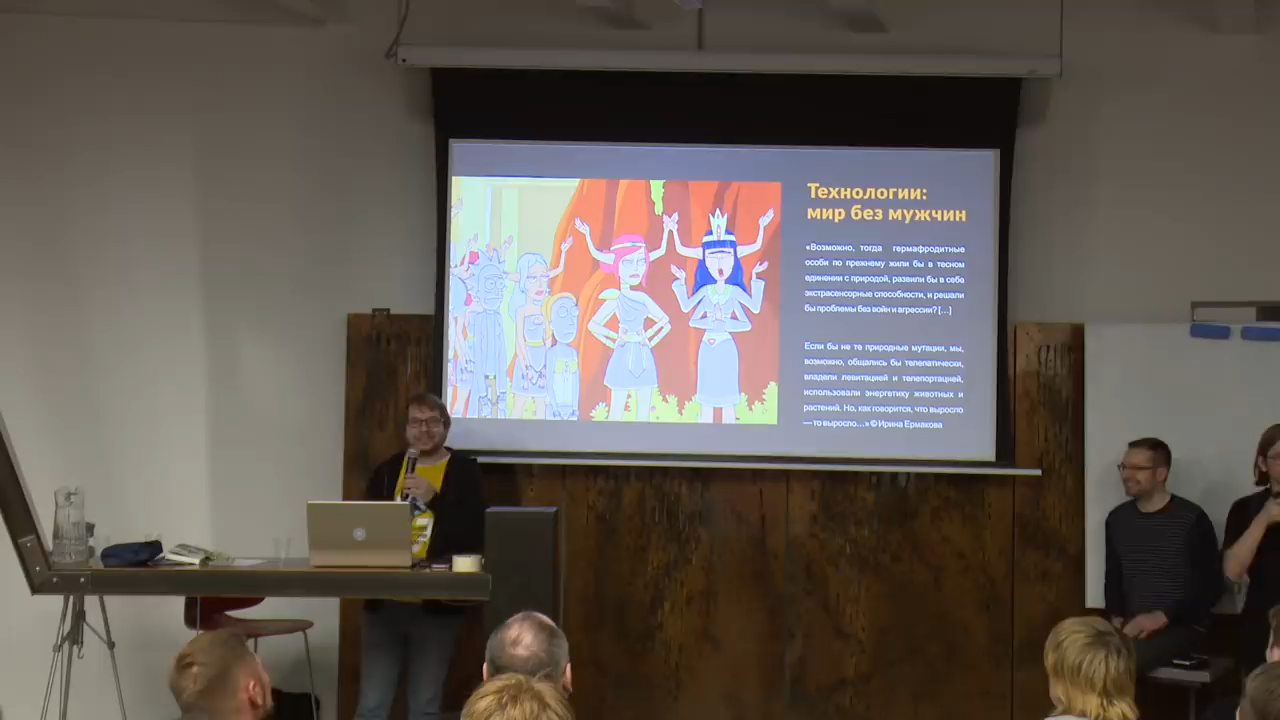 Технологии:
мир без мужчин
«Возможно, тогда гермафродитные
особи по прежнему жили бы в тесном
единении с природой, развили бы в себе
экстрасенсорные способности, и решали
бы проблемы без войн и агрессии? [...]
Если бы не те природные мутации, мы,
возможно, общались бы телепатически,
владели левитацией и телепортацией,
использовали энергетику животных и
растений. Но, как говорится, что выросло
— то выросло...» © Ирина Ермакова